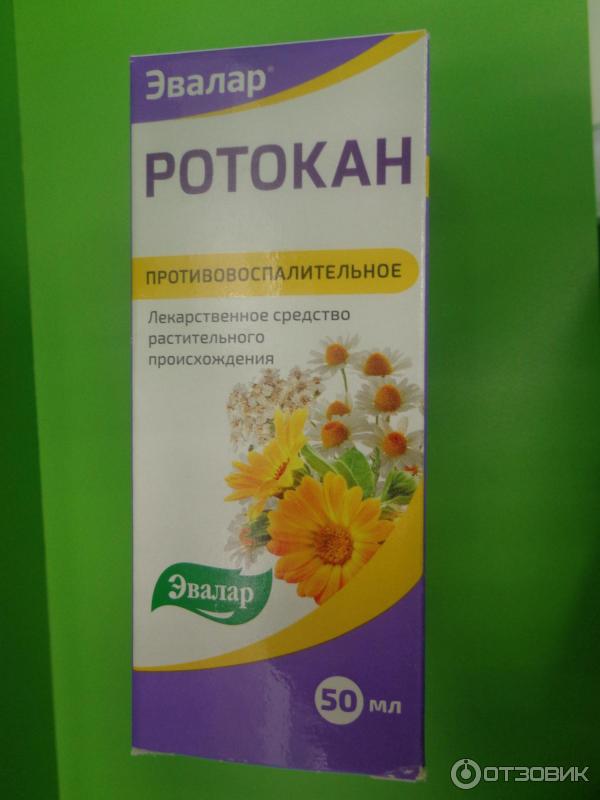 Эвалар®
РОТОКАН
ПРОТИВОВОСПАЛИТЕЛЬНОЕ
Лекарственное средство
растительного
происхождения
Эвалар
50 мл
ОТЗОВИК